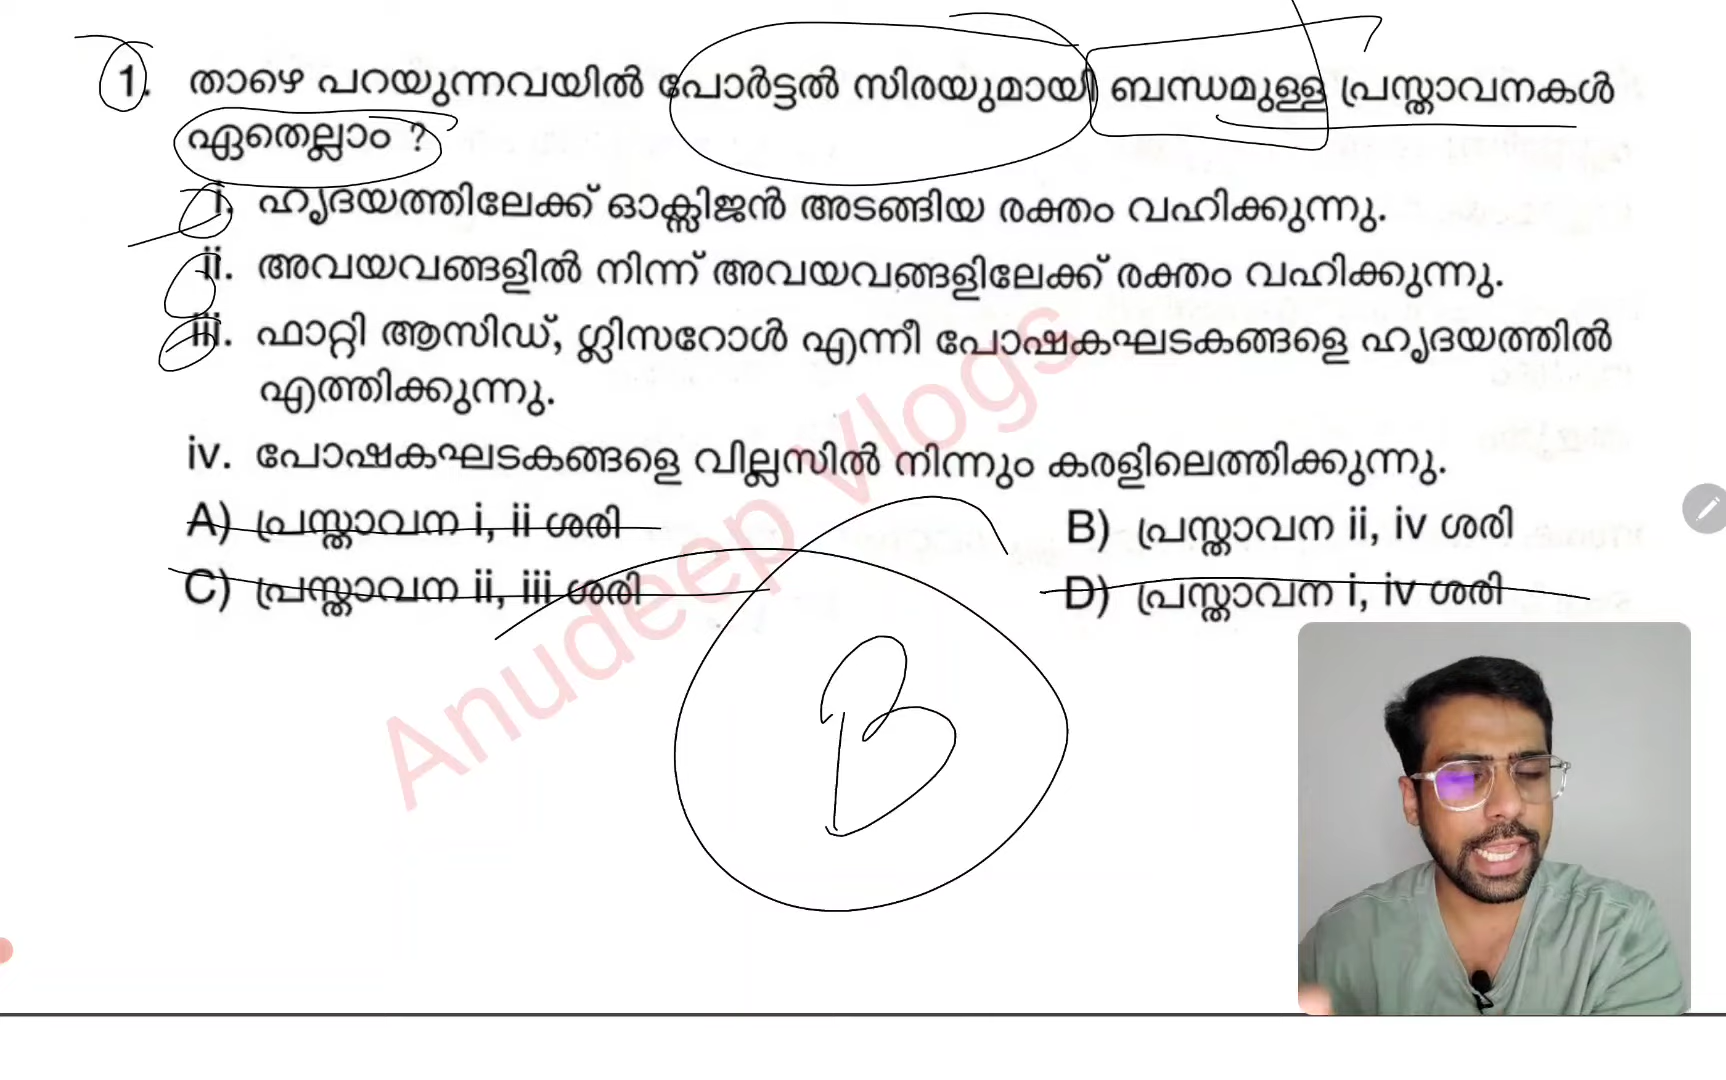 1. താഴെ പറയുന്നവയിൽ പോർട്ടൽ സിരയുമായി ബന്ധമുള്ള പ്രസ്താവനകൾ
ഏതെല്ലാം ?
i. ഹൃദയത്തിലേക്ക് ഓക്സിജൻ അടങ്ങിയ രക്തം വഹിക്കുന്നു.
ii. അവയവങ്ങളിൽ നിന്ന് അവയവങ്ങളിലേക്ക് രക്തം വഹിക്കുന്നു.
iii. ഫാറ്റി ആസിഡ്, ഗ്ലിസറോൾ എന്നീ പോഷകഘടകങ്ങളെ ഹൃദയത്തിൽ
എത്തിക്കുന്നു.
iv. പോഷകഘടകങ്ങളെ വില്ലസിൽ നിന്നും കരളിലെത്തിക്കുന്നു.
A) പ്രസ്താവന i, ii ശരി B) പ്രസ്താവന ii, iv ശരി
C) പ്രസ്താവന ii, iii ശരി D) പ്രസ്താവന i, iv ശരി
B
Anudeep Vlogs